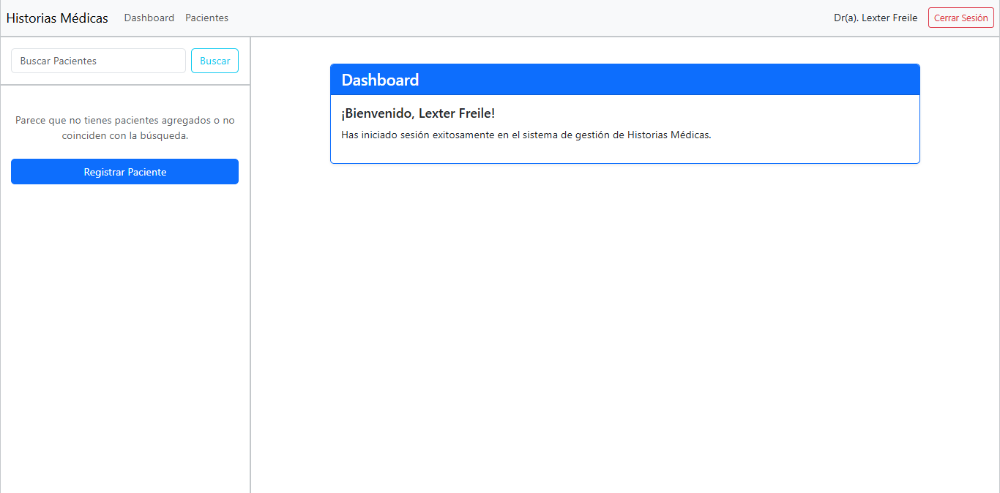 Historias Médicas
Dashboard
Pacientes
Dr(a). Lexter Freile
Cerrar Sesión
Buscar Pacientes
Buscar
Parece que no tienes pacientes agregados o no
coinciden con la búsqueda.
Registrar Paciente
Dashboard
¡Bienvenido, Lexter Freile!
Has iniciado sesión exitosamente en el sistema de gestión de Historias Médicas.